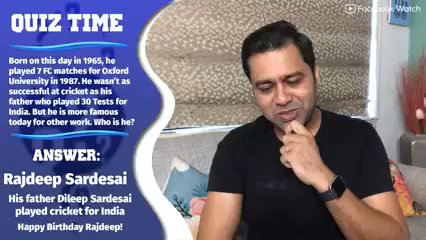 QUIZ TIME
Facebook Watch
Born on this day in 1965, he
played 7 FC matches for Oxford
University in 1987. He wasn't as
successful at cricket as his
father who played 30 Tests for
India. But he is more famous
today for other work. Who is he?
ANSWER:
Rajdeep Sardesai
His father Dileep Sardesai
played cricket for India
Happy Birthday Rajdeep!